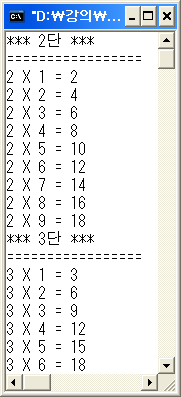 "D:₩강의₩...
*** 2단 ***
=================
2 X 1 = 2
2 X 2 = 4
2 X 3 = 6
2 X 4 = 8
2 X 5 = 10
2 X 6 = 12
2 X 7 = 14
2 X 8 = 16
2 X 9 = 18
*** 3단 ***
=================
3 X 1 = 3
3 X 2 = 6
3 X 3 = 9
3 X 4 = 12
3 X 5 = 15
3 X 6 = 18